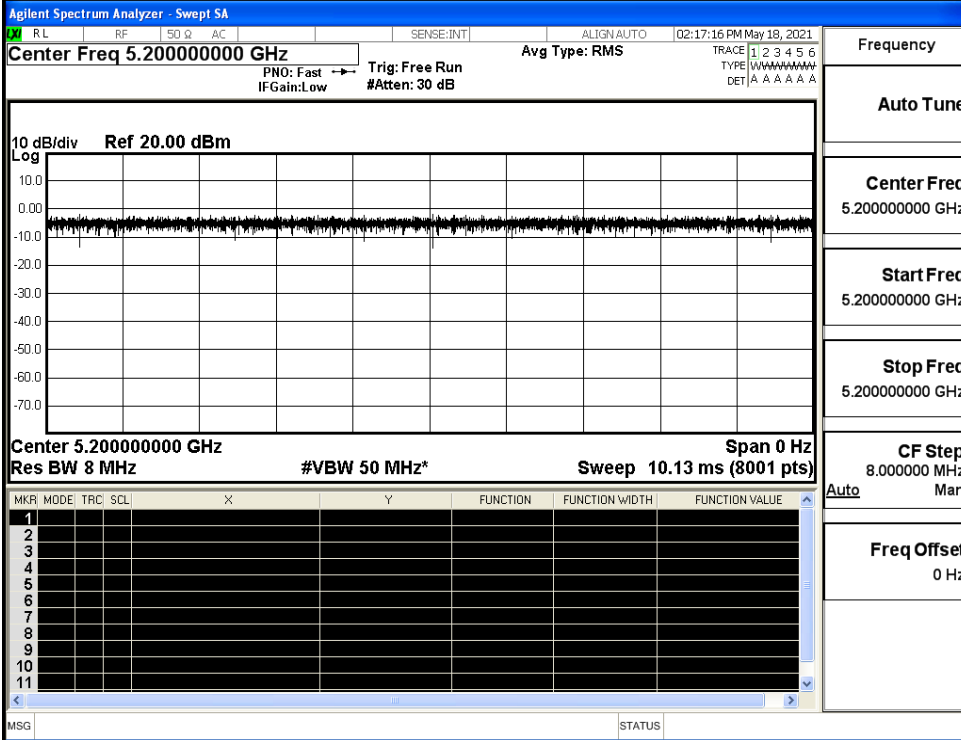 Agilent Spectrum Analyzer - Swept SA
LXI RL RF 50 Ω AC SENSE:INT ALIGN AUTO 02:17:16 PM May 18, 2021
Center Freq 5.200000000 GHz
Avg Type: RMS
TRACE 1 2 3 4 5 6
TYPE WWWWWW
DET A A A A A A
PNO: Fast
IFGain:Low
Trig: Free Run
#Atten: 30 dB
10 dB/div Ref 20.00 dBm
Log
10.0
0.00
-10.0
-20.0
-30.0
-40.0
-50.0
-60.0
-70.0
Center 5.200000000 GHz Span 0 Hz
Res BW 8 MHz #VBW 50 MHz* Sweep 10.13 ms (8001 pts)
MKR MODE TRC SCL X Y FUNCTION FUNCTION WIDTH FUNCTION VALUE
1
2
3
4
5
6
7
8
9
10
11
MSG STATUS
Frequency
Auto Tune
Center Freq
5.200000000 GHz
Start Freq
5.200000000 GHz
Stop Freq
5.200000000 GHz
CF Step
8.000000 MHz
Auto Man
Freq Offset
0 Hz